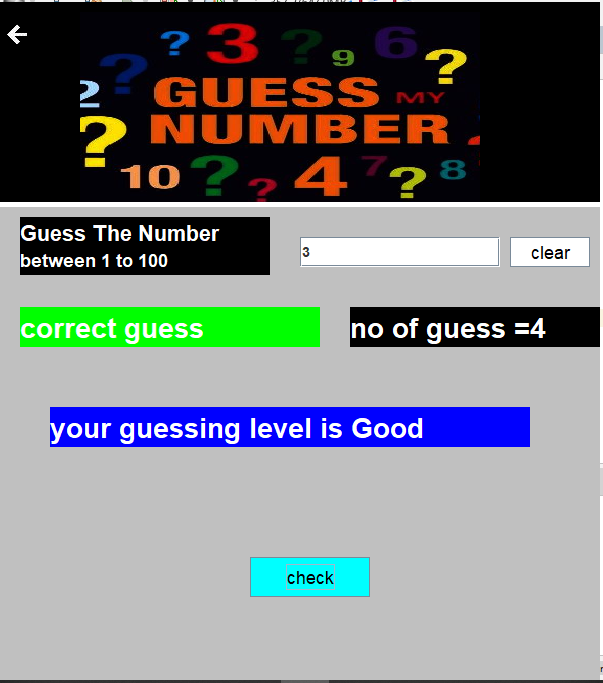 3
6
9
2
GUESS MY
NUMBER
10
4
7
8
Guess The Number
between 1 to 100
3
clear
correct guess
no of guess =4
your guessing level is Good
check